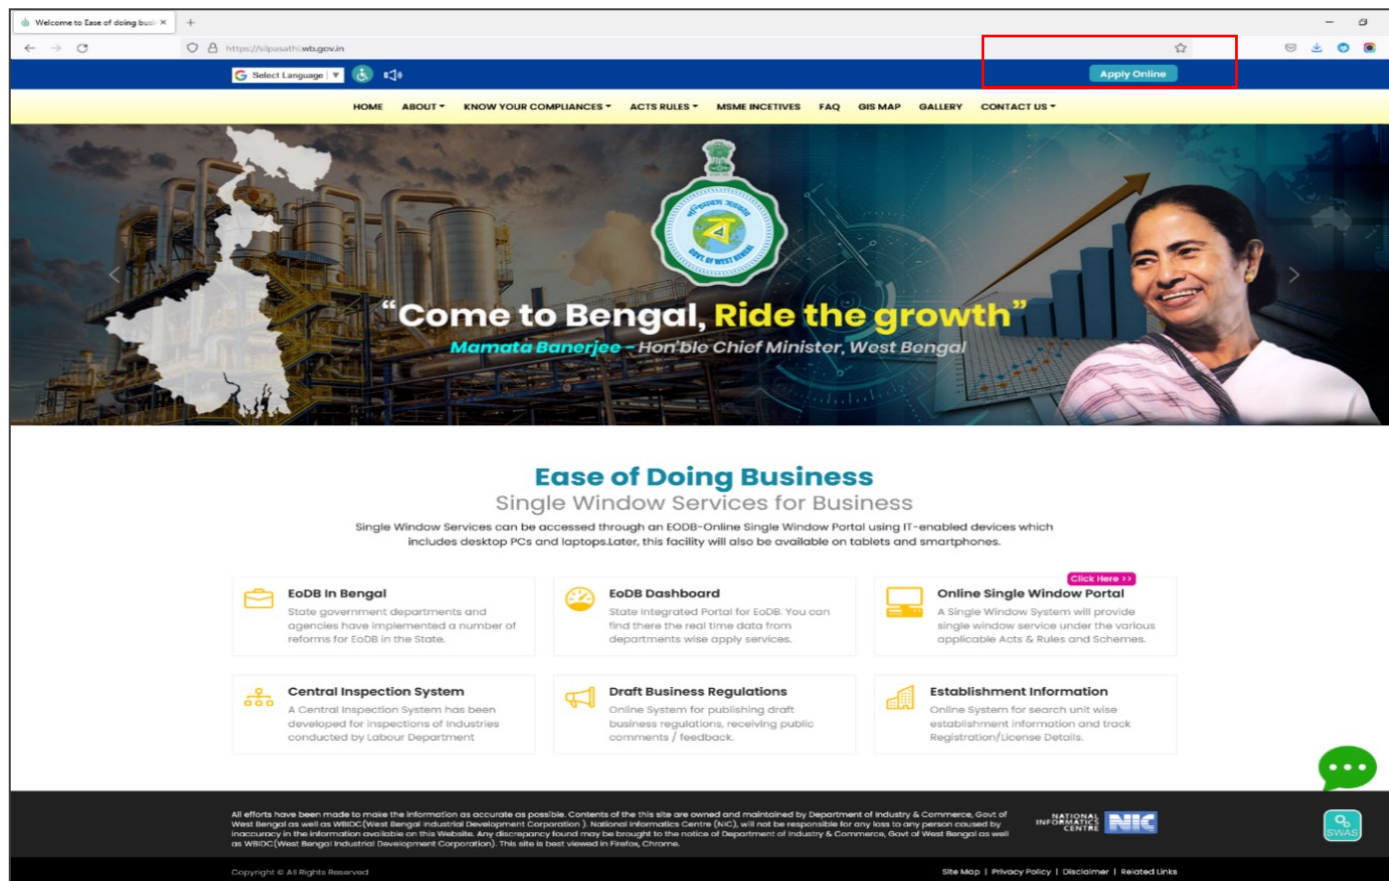 Welcome to Ease of doing busin
https://silpasathi.wb.gov.in
Select Language
Apply Online
HOME ABOUT KNOW YOUR COMPLIANCES ACTS RULES MSME INCETIVES FAQ GIS MAP GALLERY CONTACT US
পশ্চিমবঙ্গ সরকার
ব
GOVT. OF WEST BENGAL
“Come to Bengal, Ride the growth”
Mamata Banerjee - Hon'ble Chief Minister, West Bengal
Ease of Doing Business
Single Window Services for Business
Single Window Services can be accessed through an EODB-Online Single Window Portal using IT-enabled devices which
includes desktop PCs and laptops.Later, this facility will also be available on tablets and smartphones.
EoDB In Bengal
State government departments and
agencies have implemented a number of
reforms for EoDB in the State.
EoDB Dashboard
State Integrated Portal for EoDB. You can
find there the real time data from
departments wise apply services.
Click Here >>
Online Single Window Portal
A Single Window System will provide
single window service under the various
applicable Acts & Rules and Schemes.
Central Inspection System
A Central Inspection System has been
developed for inspections of Industries
conducted by Labour Department
Draft Business Regulations
Online System for publishing draft
business regulations, receiving public
comments / feedback.
Establishment Information
Online System for search unit wise
establishment information and track
Registration/License Details.
All efforts have been made to make the information as accurate as possible. Contents of the this site are owned and maintained by Department of Industry & Commerce, Govt of
West Bengal as well as WBIDC(West Bengal Industrial Development Corporation ). National Informatics Centre (NIC), will not be responsible for any loss to any person caused by
inaccuracy in the information available on this Website. Any discrepancy found may be brought to the notice of Department of Industry & Commerce, Govt of West Bengal as well
as WBIDC(West Bengal Industrial Development Corporation). This site is best viewed in Firefox, Chrome.
NATIONAL
INFORMATICS
CENTRE
NIC
SWAS
Copyright © All Rights Reserved
Site Map | Privacy Policy | Disclaimer | Related Links